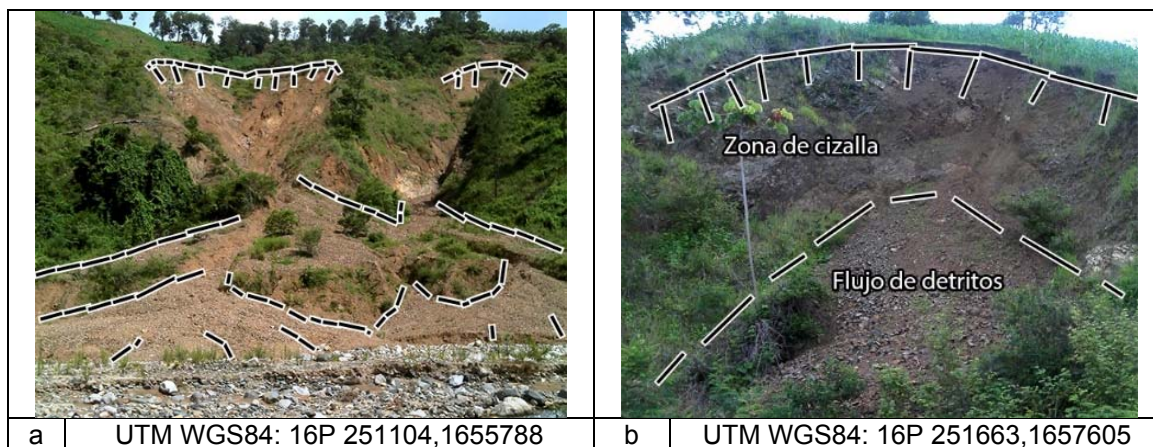 Zona de cizalla
Flujo de detritos
a UTM WGS84: 16P 251104,1655788
b UTM WGS84: 16P 251663,1657605